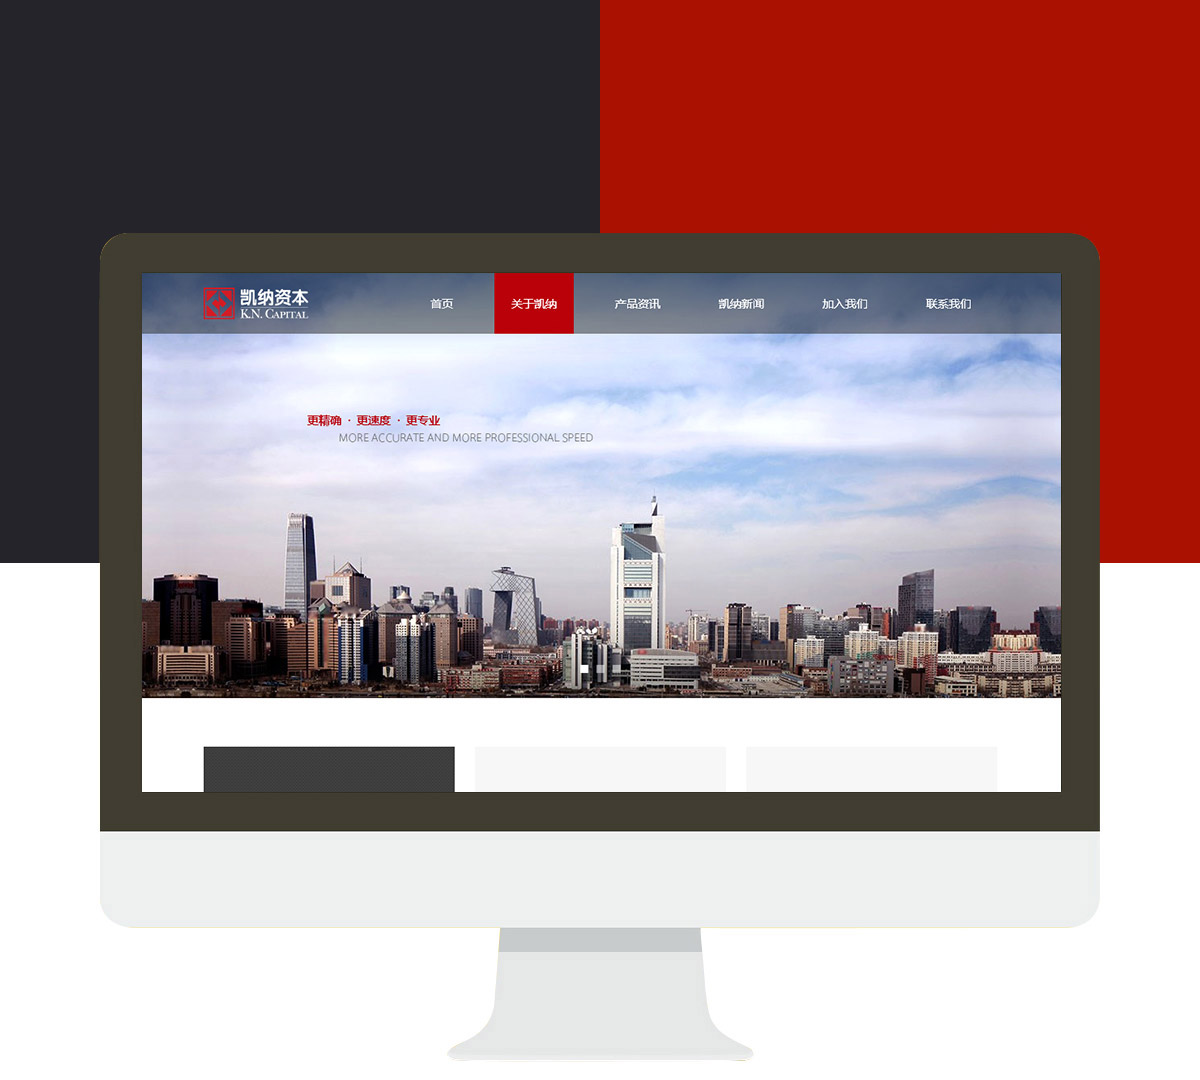 凯纳资本
K.N. CAPITAL
首页
关于凯纳
产品资讯
凯纳新闻
加入我们
联系我们
更精确 · 更速度 · 更专业
MORE ACCURATE AND MORE PROFESSIONAL SPEED